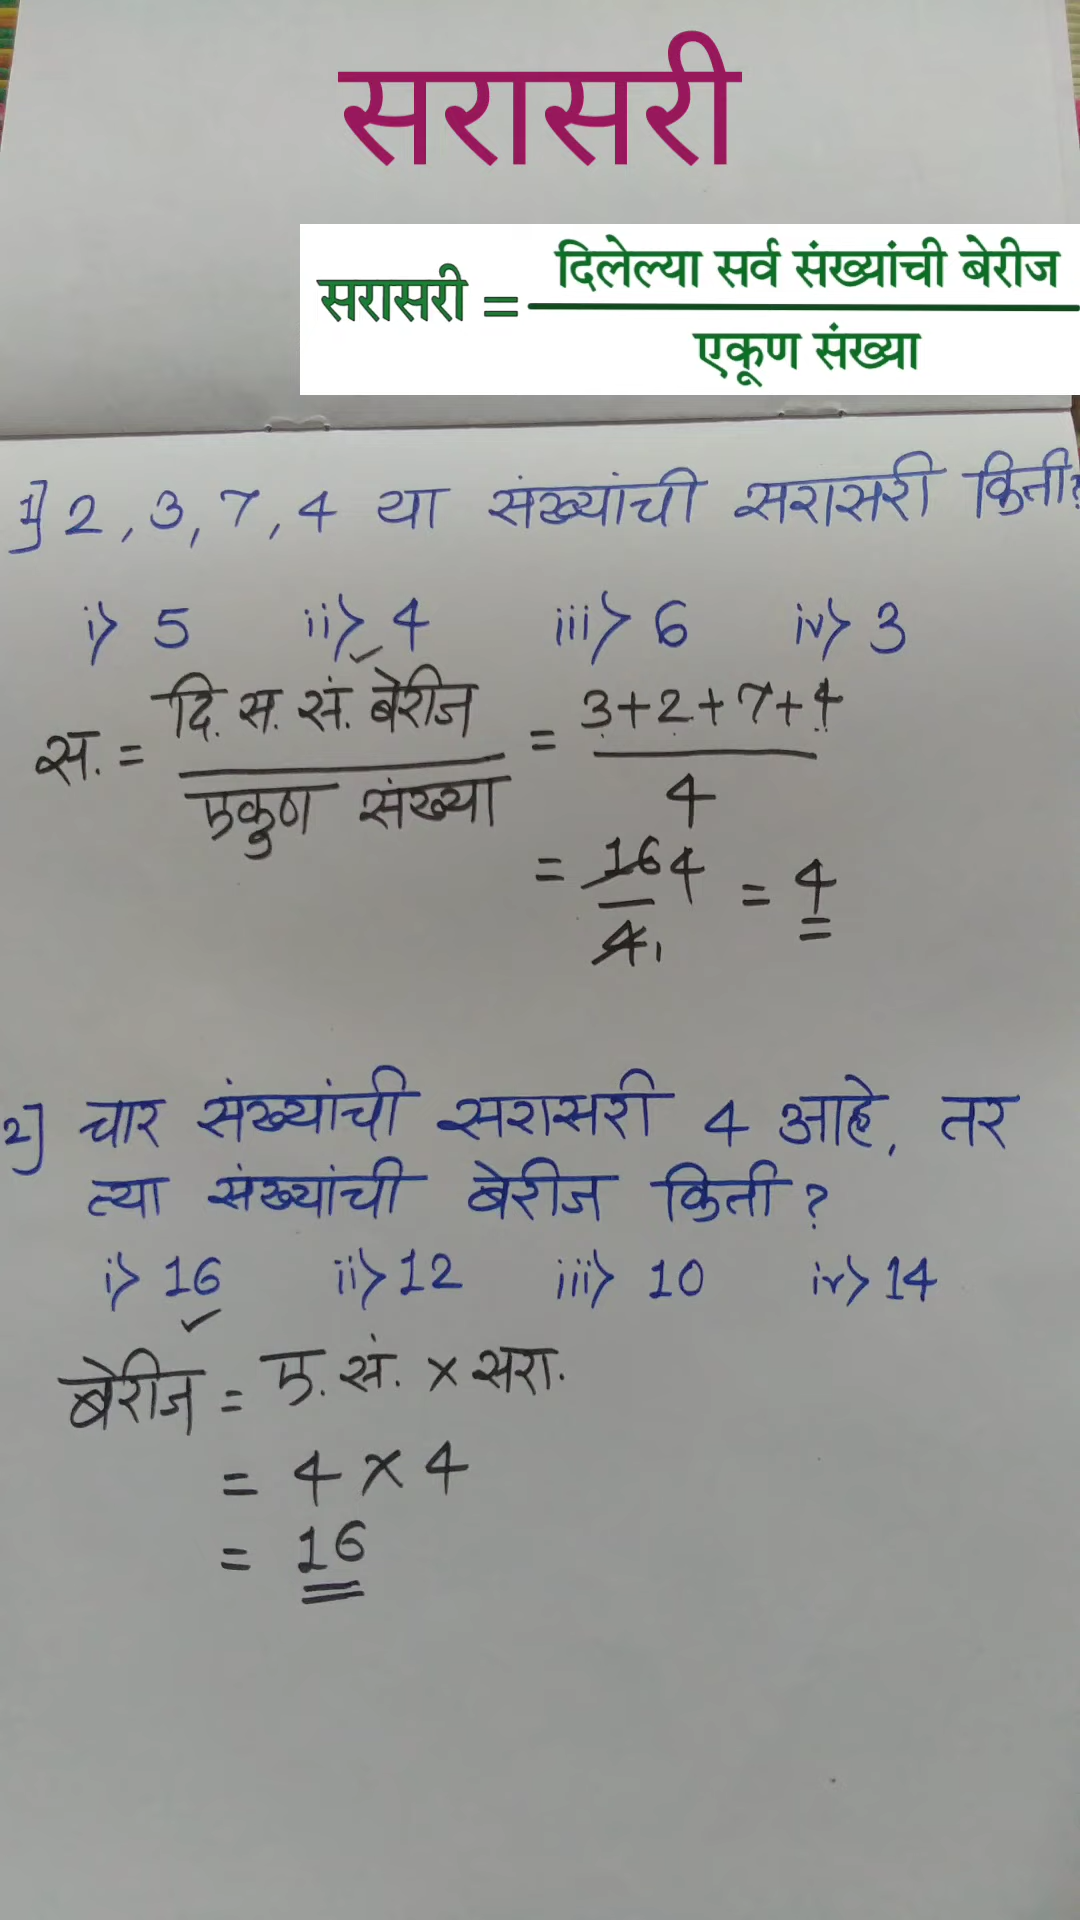 सरासरी
सरासरी = दिलेल्या सर्व संख्यांची बेरीज
एकूण संख्या
1] 2, 3, 7, 4 या संख्यांची सरासरी किती?
i> 5 ii> 4 iii> 6 iv> 3
स. = दि. स. सं. बेरीज = 3+2+7+4
एकुण संख्या 4
= 16 4 = 4
4 1
2] चार संख्यांची सरासरी 4 आहे, तर
त्या संख्यांची बेरीज किती?
i> 16 ii> 12 iii> 10 iv> 14
बेरीज = ए. सं. × सरा.
= 4 × 4
= 16